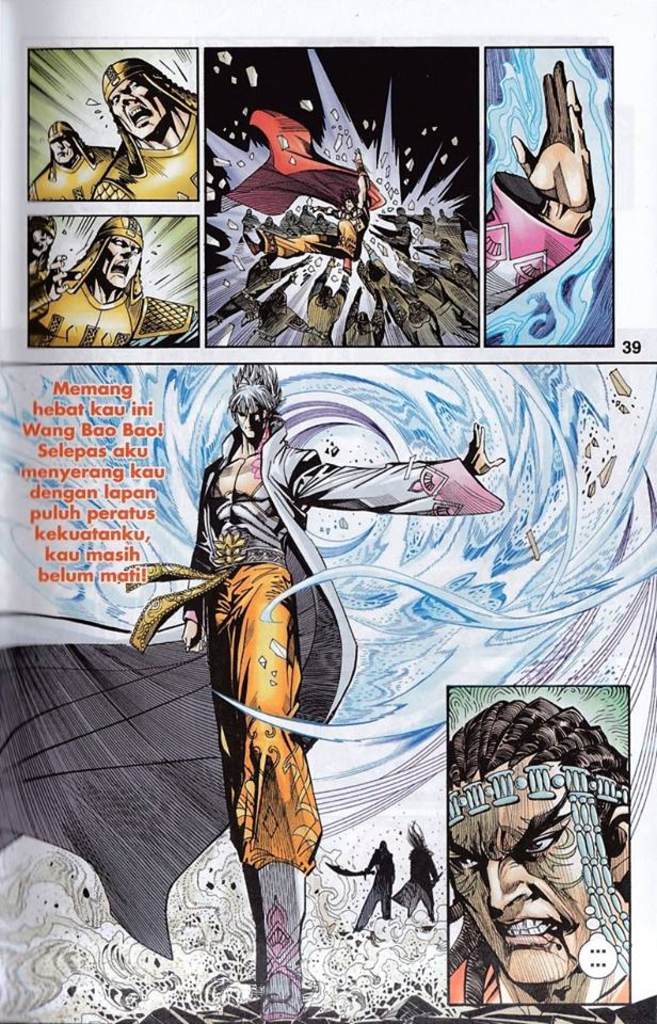 39
Memang
hebat kau ini
Wang Bao Bao!
Selepas aku
menyerang kau
dengan lapan
puluh peratus
kekuatanku,
kau masih
belum mati!
...
...